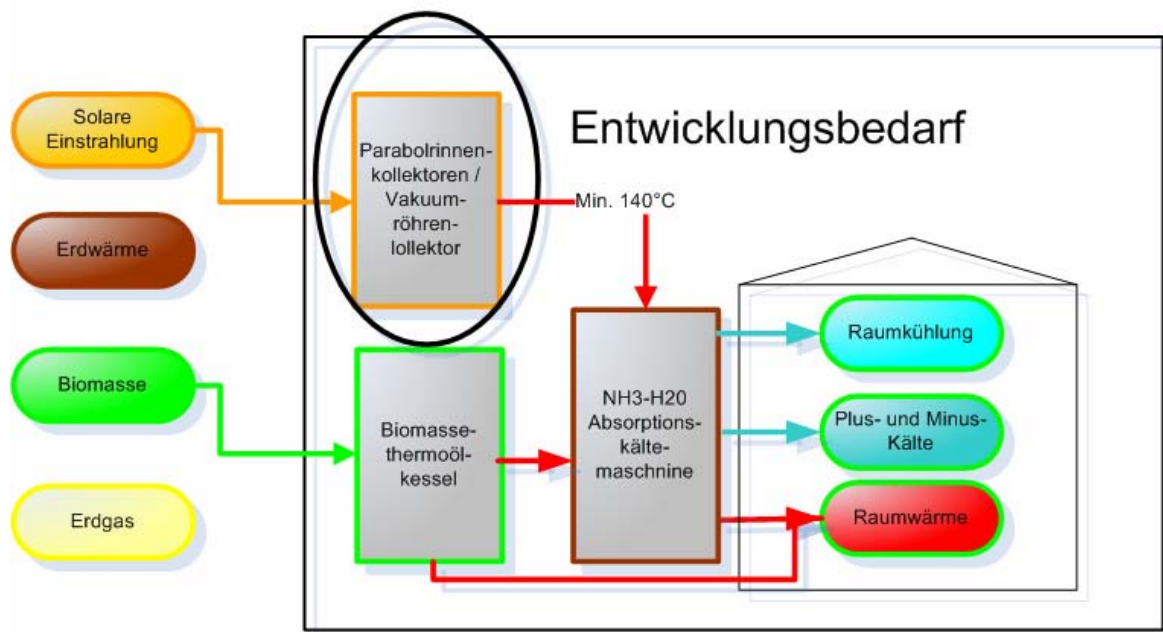 Entwicklungsbedarf
Solare
Einstrahlung
Erdwärme
Biomasse
Erdgas
Parabolrinnen-
kollektoren /
Vakuum-
röhren-
lollektor
Min. 140°C
Biomasse-
thermoöl-
kessel
NH3-H20
Absorptions-
kälte-
maschnine
Raumkühlung
Plus- und Minus-
Kälte
Raumwärme